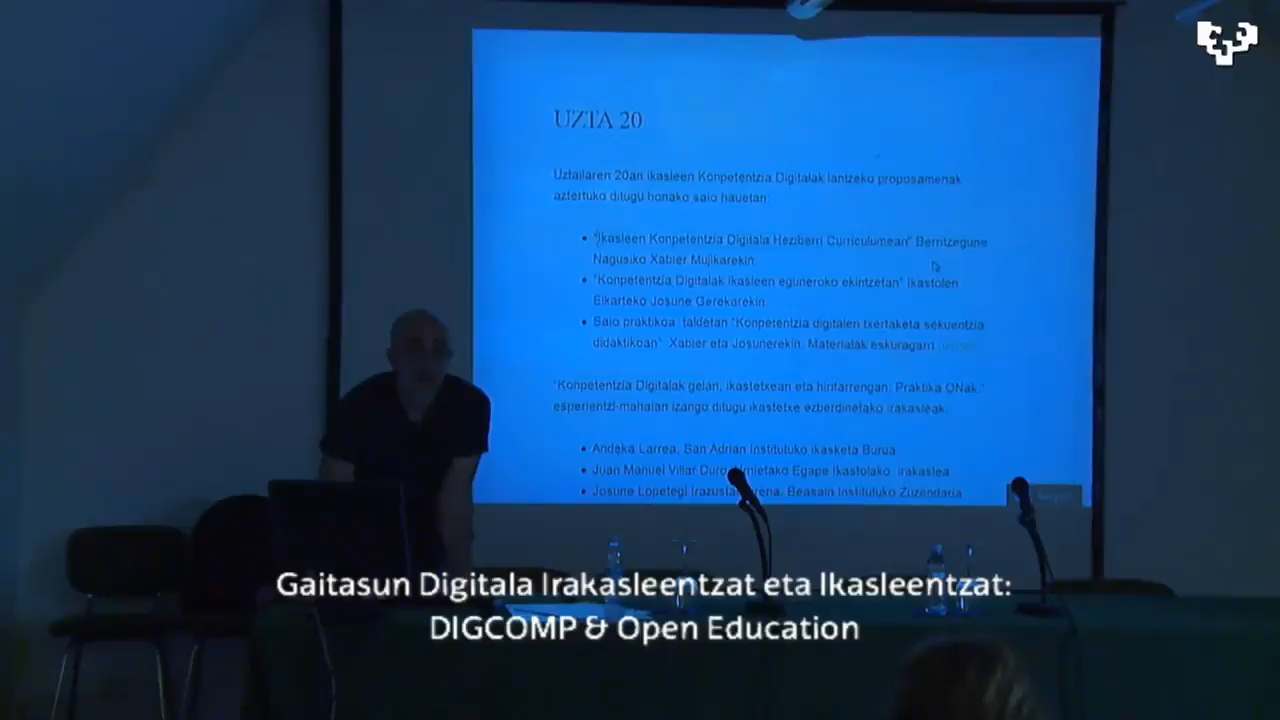 UZTA 20
Uztailaren 20an ikasleen Konpetentzia Digitalak lantzeko proposamenak
aztertuko ditugu honako saio hauetan:
• "Ikasleen Konpetentzia Digitala Heziberri Curriculumean" Berritzegune
Nagusiko Xabier Mujikarekin
• "Konpetentzia Digitalak ikasleen eguneroko ekintzetan" Ikastolen
Elkarteko Josune Gerekarekin
• Saio praktikoa taldetan "Konpetentzia digitalen txertaketa sekuentzia
didaktikoan" Xabier eta Josunerekin. Materialak eskuragarri
"Konpetentzia Digitalak gelan, ikastetxean eta hintarrengan. Praktika ONak."
esperientzi-mahaian izango ditugu ikastetxe ezberdinetako irakasleak.
• Andeka Larrea, San Adrian Institutuko ikasketa Burua
• Juan Manuel Villar Egape Ikastolako irakaslea
• Josune Lopetegi Beasain Institutuko Zuzendaria
Gaitasun Digitala Irakasleentzat eta Ikasleentzat:
DIGCOMP & Open Education